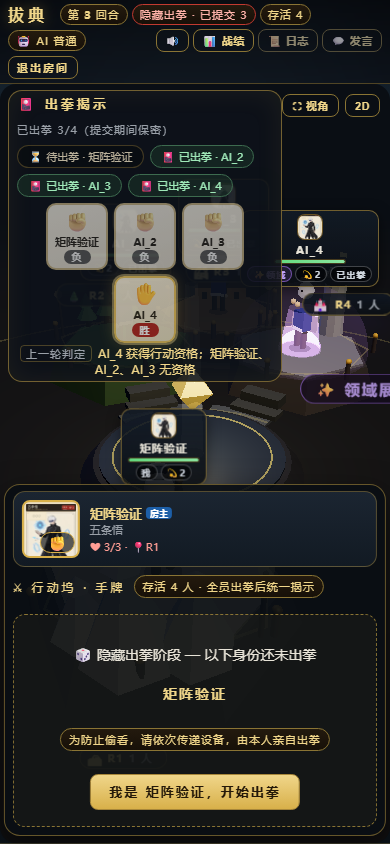 拔典 第 3 回合 隐藏出拳 · 已提交 3 存活 4
AI 普通 战绩 日志 发言
退出房间
出拳揭示
视角 2D
已出拳 3/4（提交期间保密）
待出拳 · 矩阵验证 已出拳 · AI_2
已出拳 · AI_3 已出拳 · AI_4
矩阵验证 AI_2 AI_3
负 负 负
AI_4
胜
上一轮判定 AI_4 获得行动资格；矩阵验证、
AI_2、AI_3 无资格
AI_4
2 已出拳
R2
R4 1 人
矩阵验证
我 2
矩阵验证 房主
五条悟
3/3 · R1
行动坞 · 手牌 存活 4 人 · 全员出拳后统一揭示
隐藏出拳阶段 — 以下身份还未出拳
矩阵验证
为防止偷看，请依次传递设备，由本人亲自出拳
R1 1 人
我是 矩阵验证，开始出拳